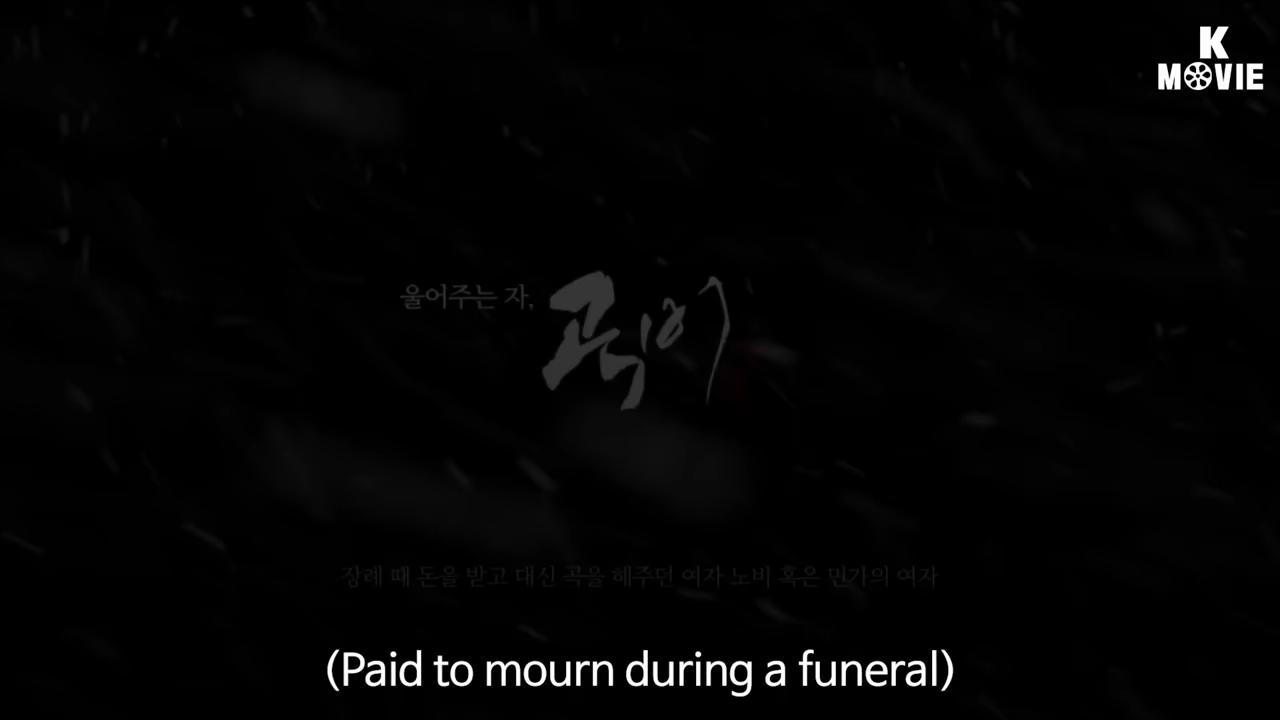 K
MOVIE
울어주는 자,
곡비
장례 때 돈을 받고 대신 곡을 해주던 여자 노비 혹은 민가의 여자
(Paid to mourn during a funeral)